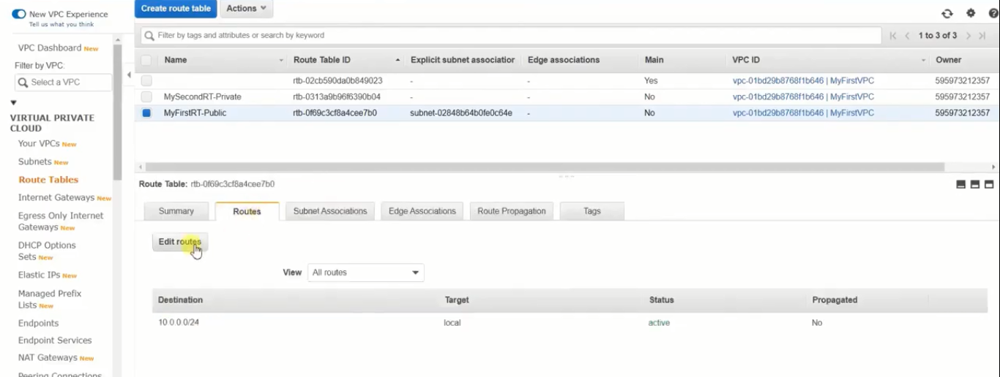 New VPC Experience
Tell us what you think
VPC Dashboard New
Filter by VPC:
Select a VPC
VIRTUAL PRIVATE
CLOUD
Your VPCs New
Subnets New
Route Tables
Internet Gateways New
Egress Only Internet
Gateways New
DHCP Options
Sets New
Elastic IPs New
Managed Prefix
Lists New
Endpoints
Endpoint Services
NAT Gateways New
Peering Connections
Create route table Actions
Filter by tags and attributes or search by keyword
1 to 3 of 3
Name Route Table ID Explicit subnet association Edge associations Main VPC ID Owner
rtb-02cb590da0b849023 - - Yes vpc-01bd29b8768f1b646 | MyFirstVPC 595973212357
MySecondRT-Private rtb-0313a9b96f6390b04 - - No vpc-01bd29b8768f1b646 | MyFirstVPC 595973212357
MyFirstRT-Public rtb-0f69c3cf8a4cee7b0 subnet-02848b64b0fe0c64e - No vpc-01bd29b8768f1b646 | MyFirstVPC 595973212357
Route Table: rtb-0f69c3cf8a4cee7b0
Summary Routes Subnet Associations Edge Associations Route Propagation Tags
Edit routes
View All routes
Destination Target Status Propagated
10.0.0.0/24 local active No